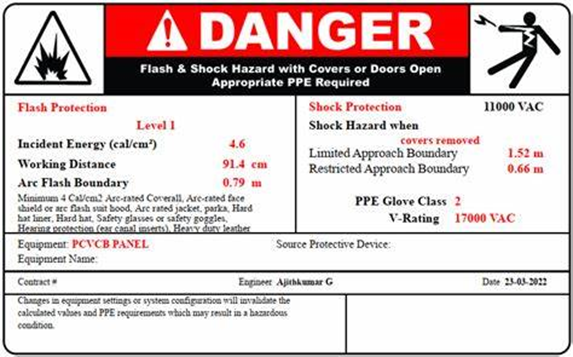 DANGER
Flash & Shock Hazard with Covers or Doors Open
Appropriate PPE Required
Flash Protection
Level 1
Incident Energy (cal/cm²) 4.6
Working Distance 91.4 cm
Arc Flash Boundary 0.79 m
Minimum 4 Cal/cm2 Arc-rated Coverall, Arc-rated face
shield or arc flash suit hood, Arc rated jacket, parka, Hard
hat liner, Hard hat, Safety glasses or safety goggles,
Hearing protection (ear canal inserts), Heavy duty leather
Shock Protection 11000 VAC
Shock Hazard when
covers removed
Limited Approach Boundary 1.52 m
Restricted Approach Boundary 0.66 m
PPE Glove Class 2
V-Rating 17000 VAC
Equipment: PCVCB PANEL Source Protective Device:
Equipment Name:
Contract # Engineer Ajithkumar G Date 23-03-2022
Changes in equipment settings or system configuration will invalidate the
calculated values and PPE requirements which may result in a hazardous
condition.